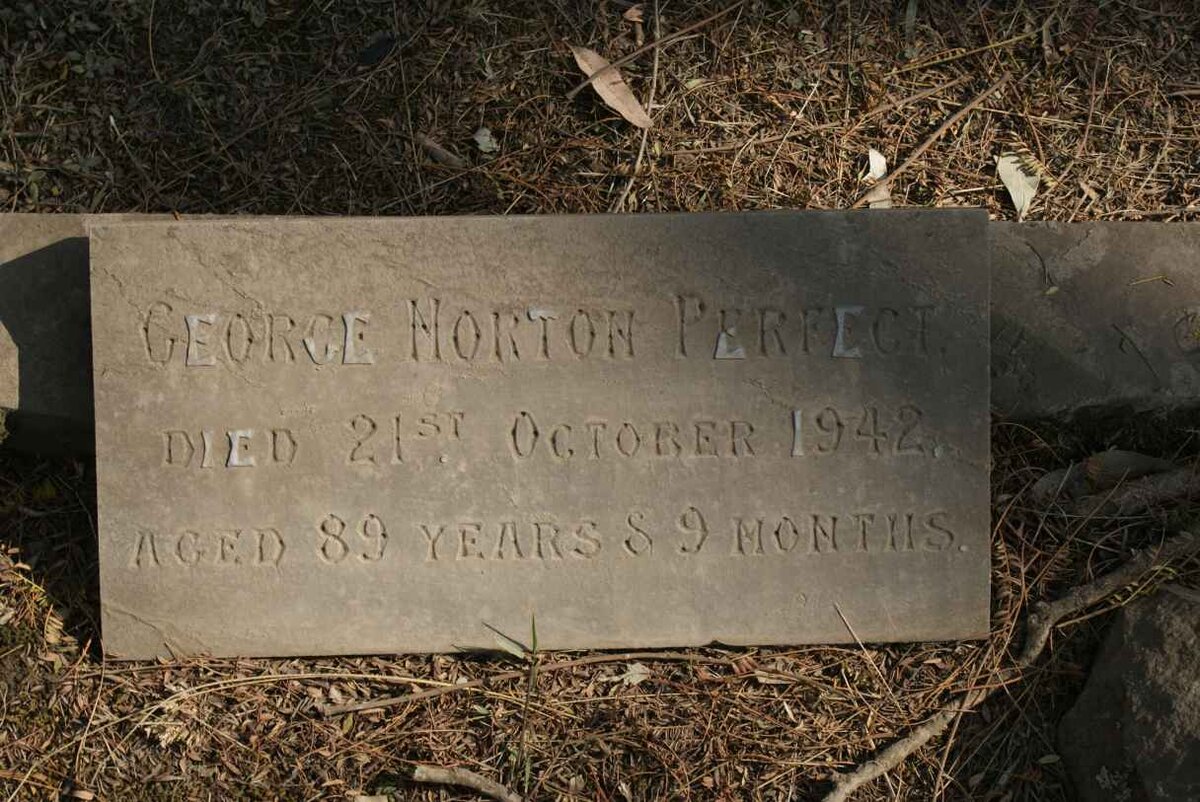 GEORGE NORTON PERFECT.
DIED 21ST. OCTOBER 1942.
AGED 89 YEARS & 9 MONTHS.